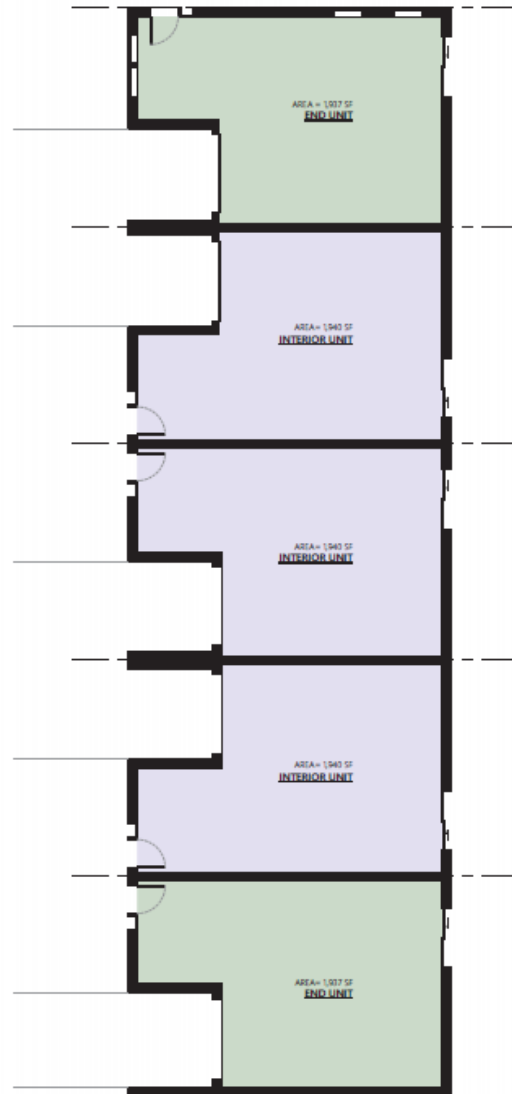 AREA = 1,937 SF
END UNIT
AREA= 1,940 SF
INTERIOR UNIT
AREA= 1,940 SF
INTERIOR UNIT
AREA= 1,940 SF
INTERIOR UNIT
AREA= 1,937 SF
END UNIT